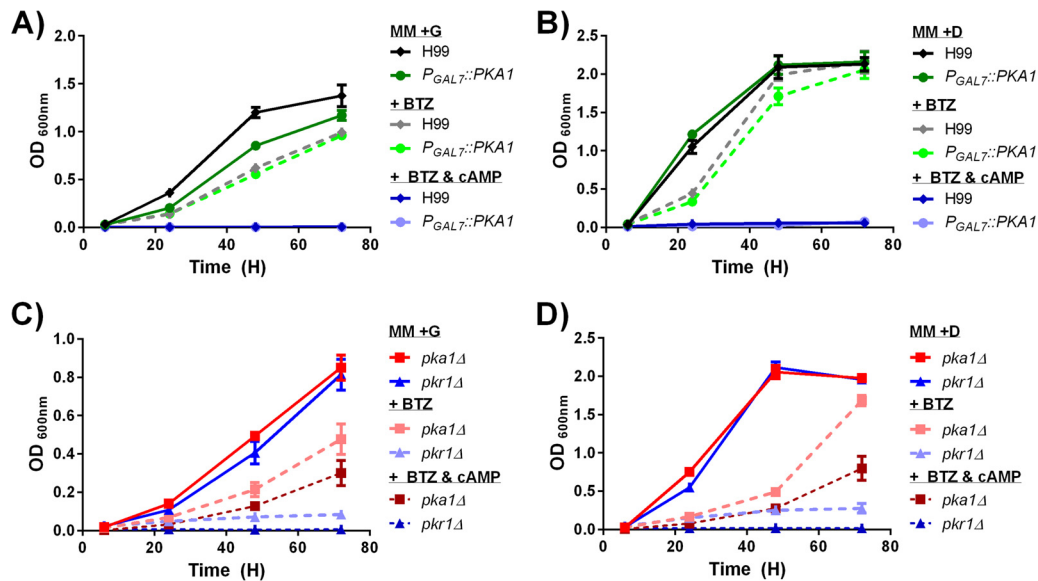 A)
2.0
1.5
1.0
0.5
0.0
0 20 40 60 80
OD 600nm
Time (H)
MM +G
H99
PGAL7::PKA1
+ BTZ
H99
PGAL7::PKA1
+ BTZ & cAMP
H99
PGAL7::PKA1
B)
2.5
2.0
1.5
1.0
0.5
0.0
0 20 40 60 80
OD 600nm
Time (H)
MM +D
H99
PGAL7::PKA1
+ BTZ
H99
PGAL7::PKA1
+ BTZ & cAMP
H99
PGAL7::PKA1
C)
1.0
0.8
0.6
0.4
0.2
0.0
0 20 40 60 80
OD 600nm
Time (H)
MM +G
pka1Δ
pkr1Δ
+ BTZ
pka1Δ
pkr1Δ
+ BTZ & cAMP
pka1Δ
pkr1Δ
D)
2.5
2.0
1.5
1.0
0.5
0.0
0 20 40 60 80
OD 600nm
Time (H)
MM +D
pka1Δ
pkr1Δ
+ BTZ
pka1Δ
pkr1Δ
+ BTZ & cAMP
pka1Δ
pkr1Δ